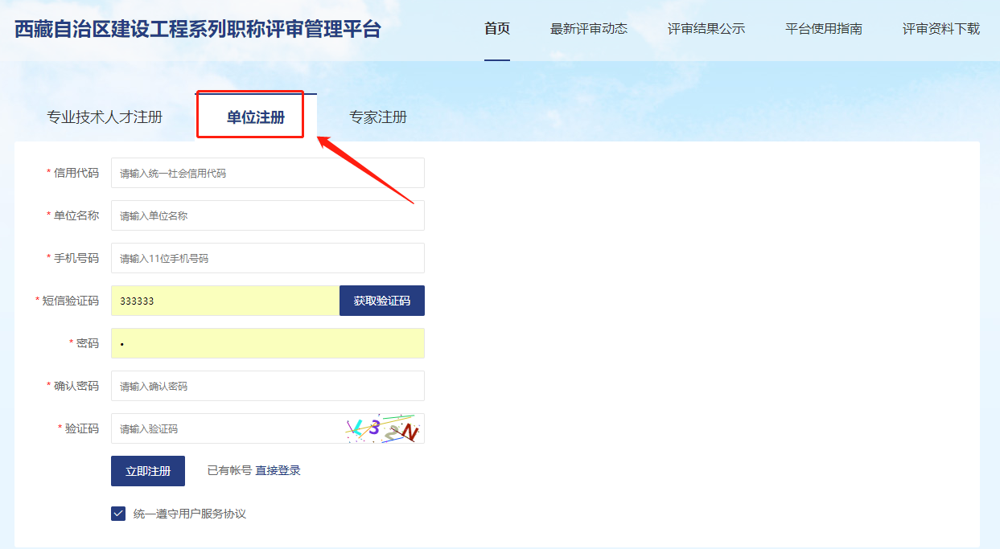 西藏自治区建设工程系列职称评审管理平台
首页 最新评审动态 评审结果公示 平台使用指南 评审资料下载
专业技术人才注册 单位注册 专家注册
* 信用代码 请输入统一社会信用代码
* 单位名称 请输入单位名称
* 手机号码 请输入11位手机号码
* 短信验证码 333333 获取验证码
* 密码 •
* 确认密码 请输入确认密码
* 验证码 请输入验证码
立即注册 已有帐号 直接登录
统一遵守用户服务协议